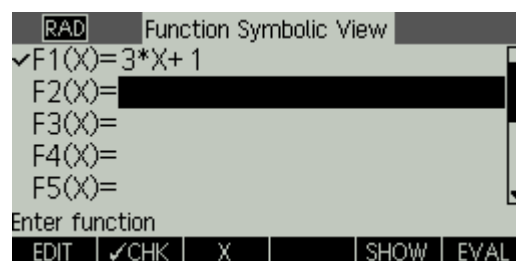 RAD Function Symbolic View
✓F1(X)=3*X+1
F2(X)=
F3(X)=
F4(X)=
F5(X)=
Enter function
EDIT ✓CHK X SHOW EVAL